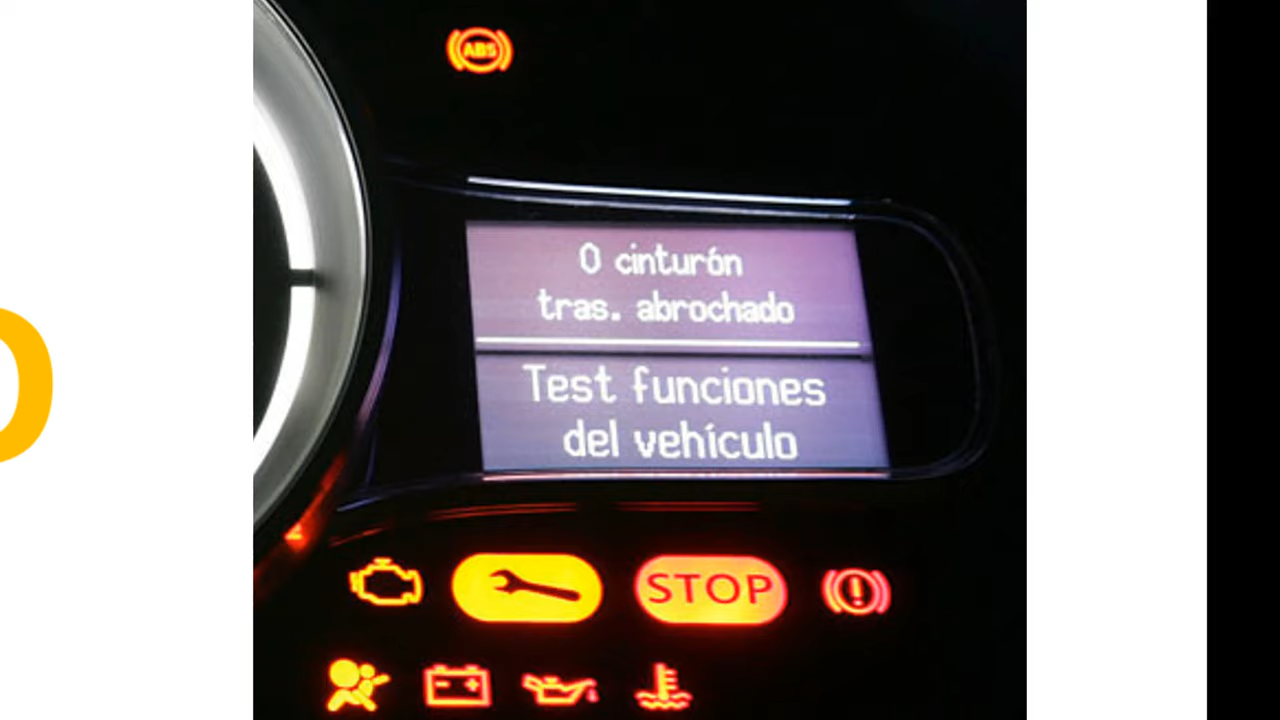 ABS
0 cinturón
tras. abrochado
Test funciones
del vehículo
STOP